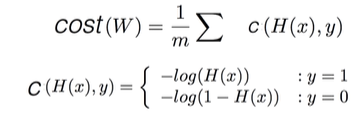 cost(W) = 1/m ∑ c(H(x), y)
C(H(x), y) = { -log(H(x)) : y = 1
-log(1 - H(x)) : y = 0